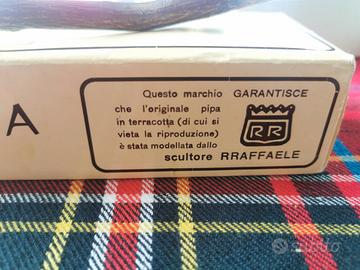 Questo marchio GARANTISCE
che l'originale pipa
in terracotta (di cui si
vieta la riproduzione)
è stata modellata dallo
scultore RRAFFAELE
RR
A
subito